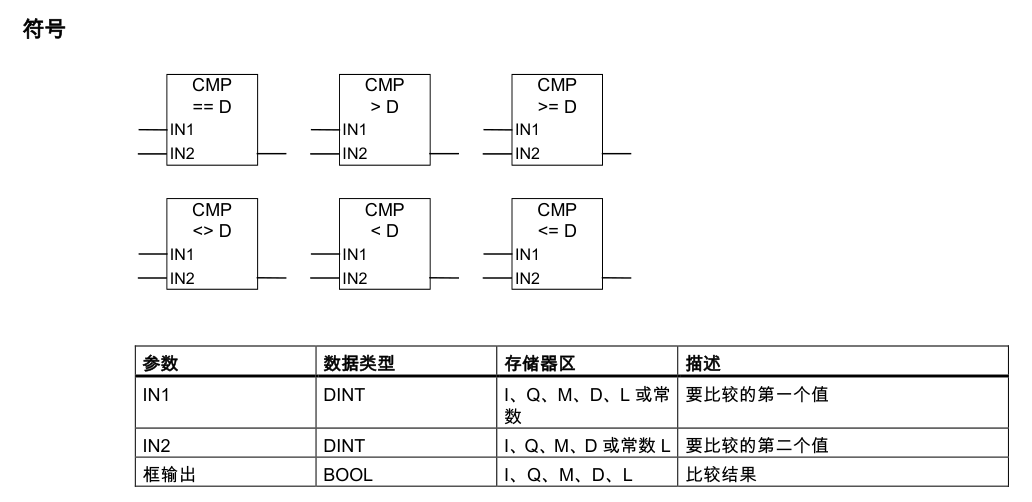 符号
CMP CMP CMP
== D > D >= D
IN1 IN1 IN1
IN2 IN2 IN2
CMP CMP CMP
<> D < D <= D
IN1 IN1 IN1
IN2 IN2 IN2
参数 数据类型 存储器区 描述
IN1 DINT I、Q、M、D、L 或常 要比较的第一个值
数
IN2 DINT I、Q、M、D 或常数 L 要比较的第二个值
框输出 BOOL I、Q、M、D、L 比较结果